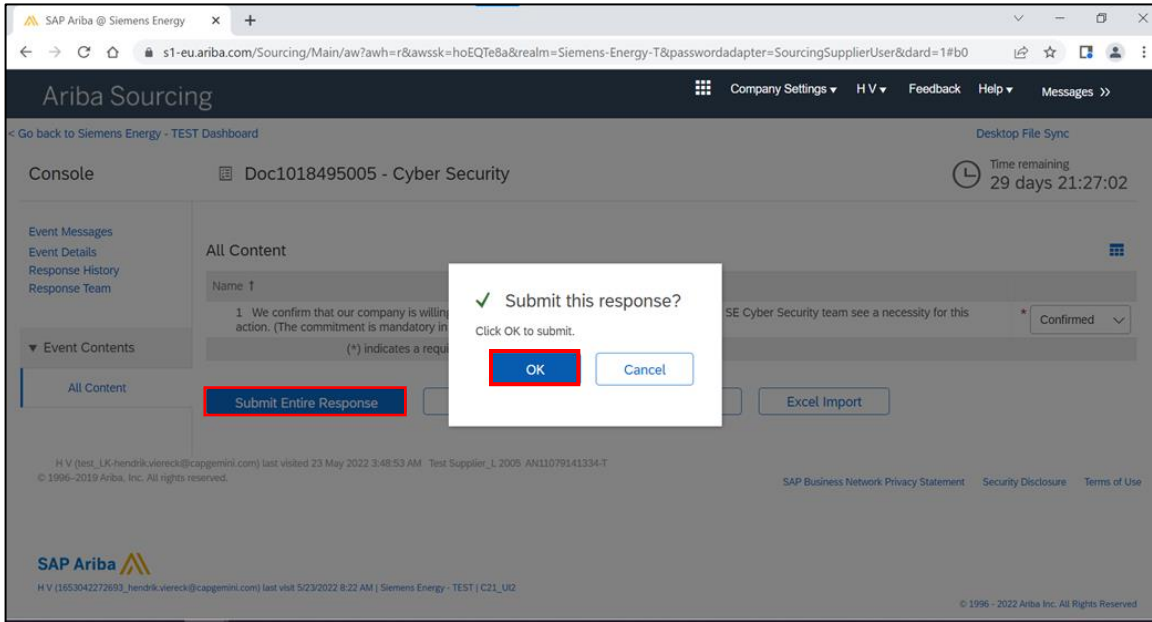 SAP Ariba @ Siemens Energy
s1-eu.ariba.com/Sourcing/Main/aw?awh=r&awssk=hoEQTe8a&realm=Siemens-Energy-T&passwordadapter=SourcingSupplierUser&dard=1#b0
Ariba Sourcing
Company Settings
H V
Feedback
Help
Messages
< Go back to Siemens Energy - TEST Dashboard
Desktop File Sync
Console
Doc1018495005 - Cyber Security
Time remaining
29 days 21:27:02
Event Messages
Event Details
Response History
Response Team
Event Contents
All Content
All Content
Name ↑
1 We confirm that our company is willing
SE Cyber Security team see a necessity for this
action. (The commitment is mandatory in
* Confirmed
(*) indicates a requi
✓ Submit this response?
Click OK to submit.
OK
Cancel
Submit Entire Response
Excel Import
H V (test_LK-hendrik.viereck@capgemini.com) last visited 23 May 2022 3:48:53 AM Test Supplier_L 2005 AN11079141334-T
© 1996–2019 Ariba, Inc. All rights reserved.
SAP Business Network Privacy Statement
Security Disclosure
Terms of Use
SAP Ariba
H V (1653042272693_hendrik.viereck@capgemini.com) last visit 5/23/2022 8:22 AM | Siemens Energy - TEST | C21_UI2
© 1996 - 2022 Ariba Inc. All Rights Reserved